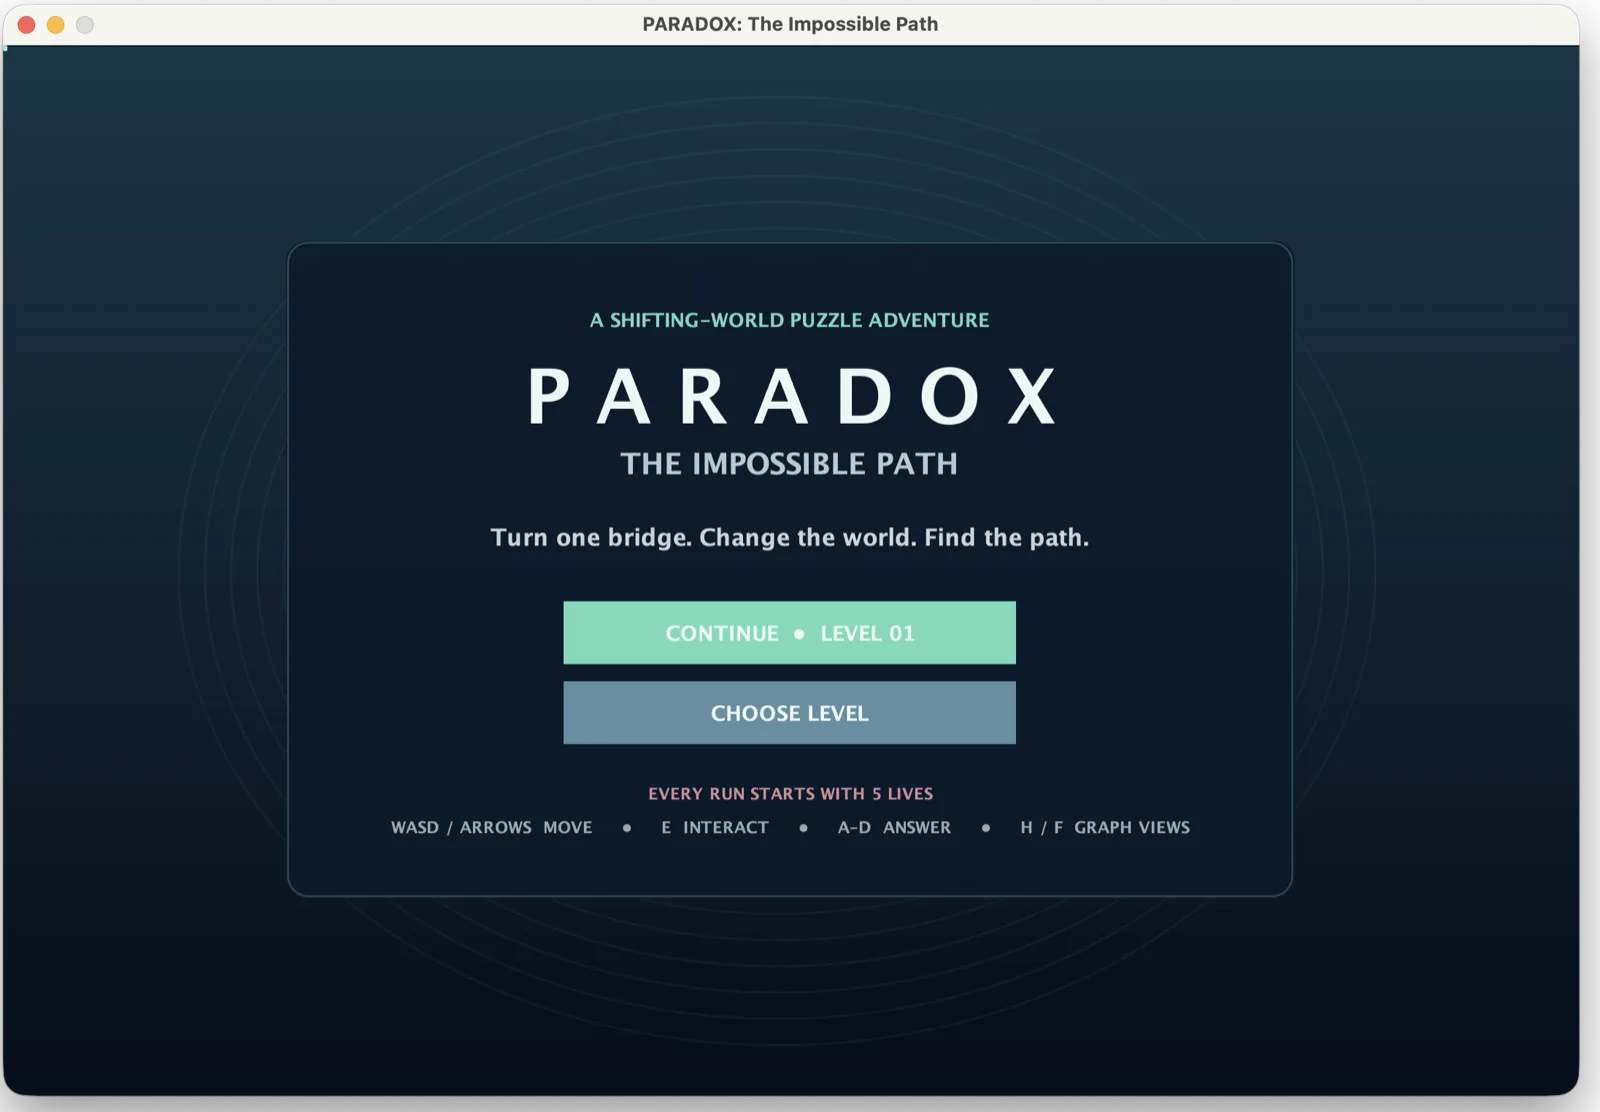 PARADOX: The Impossible Path
A SHIFTING-WORLD PUZZLE ADVENTURE
PARADOX
THE IMPOSSIBLE PATH
Turn one bridge. Change the world. Find the path.
CONTINUE • LEVEL 01
CHOOSE LEVEL
EVERY RUN STARTS WITH 5 LIVES
WASD / ARROWS MOVE • E INTERACT • A-D ANSWER • H / F GRAPH VIEWS